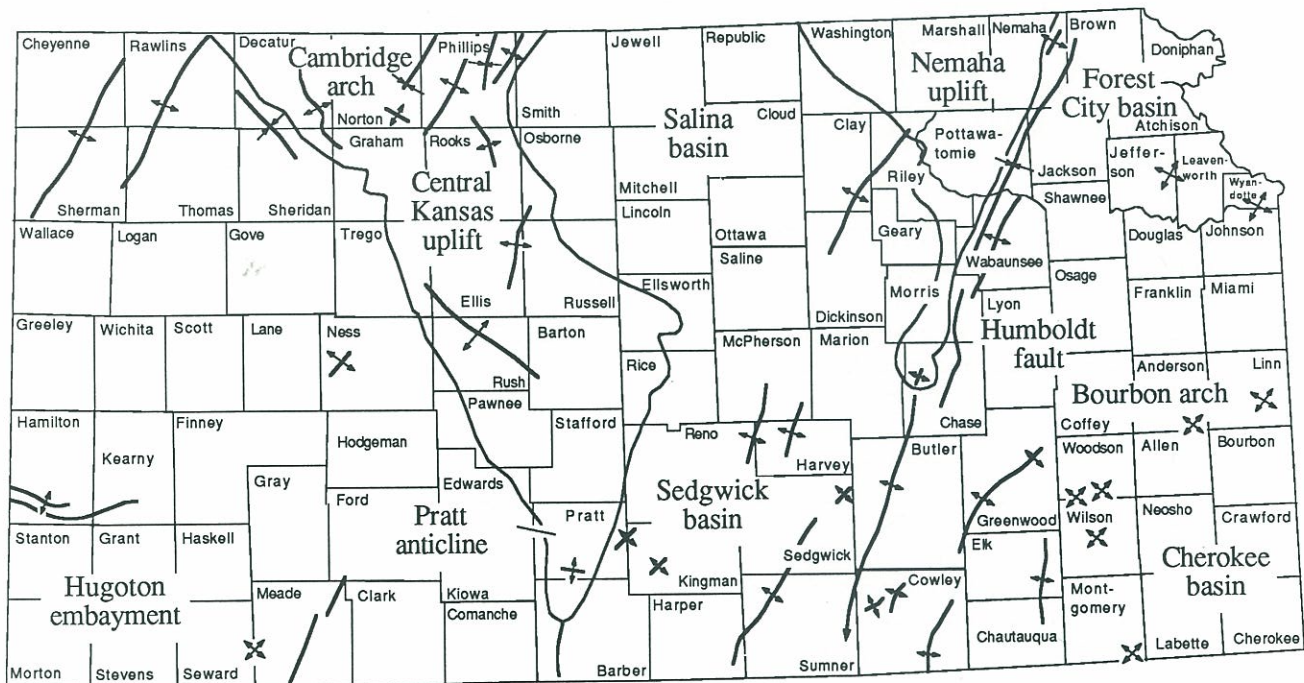 Cheyenne
Rawlins
Decatur
Cambridge
arch
Norton
Phillips
Smith
Jewell
Republic
Washington
Marshall
Nemaha
Brown
Doniphan
Nemaha
uplift
Forest
City basin
Salina
basin
Cloud
Clay
Pottawa-
tomie
Riley
Jackson
Atchison
Jeffer-
son
Leaven-
worth
Wyan-
dotte
Sherman
Thomas
Sheridan
Graham
Rooks
Osborne
Mitchell
Central
Kansas
uplift
Lincoln
Ottawa
Saline
Geary
Shawnee
Wabaunsee
Douglas
Johnson
Wallace
Logan
Gove
Trego
Ellis
Russell
Ellsworth
Dickinson
Morris
Lyon
Osage
Franklin
Miami
Humboldt
fault
Greeley
Wichita
Scott
Lane
Ness
Rush
Barton
Rice
McPherson
Marion
Chase
Anderson
Linn
Bourbon arch
Coffey
Hamilton
Kearny
Finney
Hodgeman
Pawnee
Stafford
Reno
Harvey
Butler
Greenwood
Woodson
Allen
Bourbon
Gray
Ford
Edwards
Pratt
anticline
Pratt
Sedgwick
basin
Sedgwick
Kingman
Elk
Wilson
Neosho
Crawford
Cherokee
basin
Stanton
Grant
Haskell
Hugoton
embayment
Meade
Clark
Kiowa
Comanche
Barber
Harper
Sumner
Cowley
Chautauqua
Mont-
gomery
Labette
Cherokee
Morton
Stevens
Seward